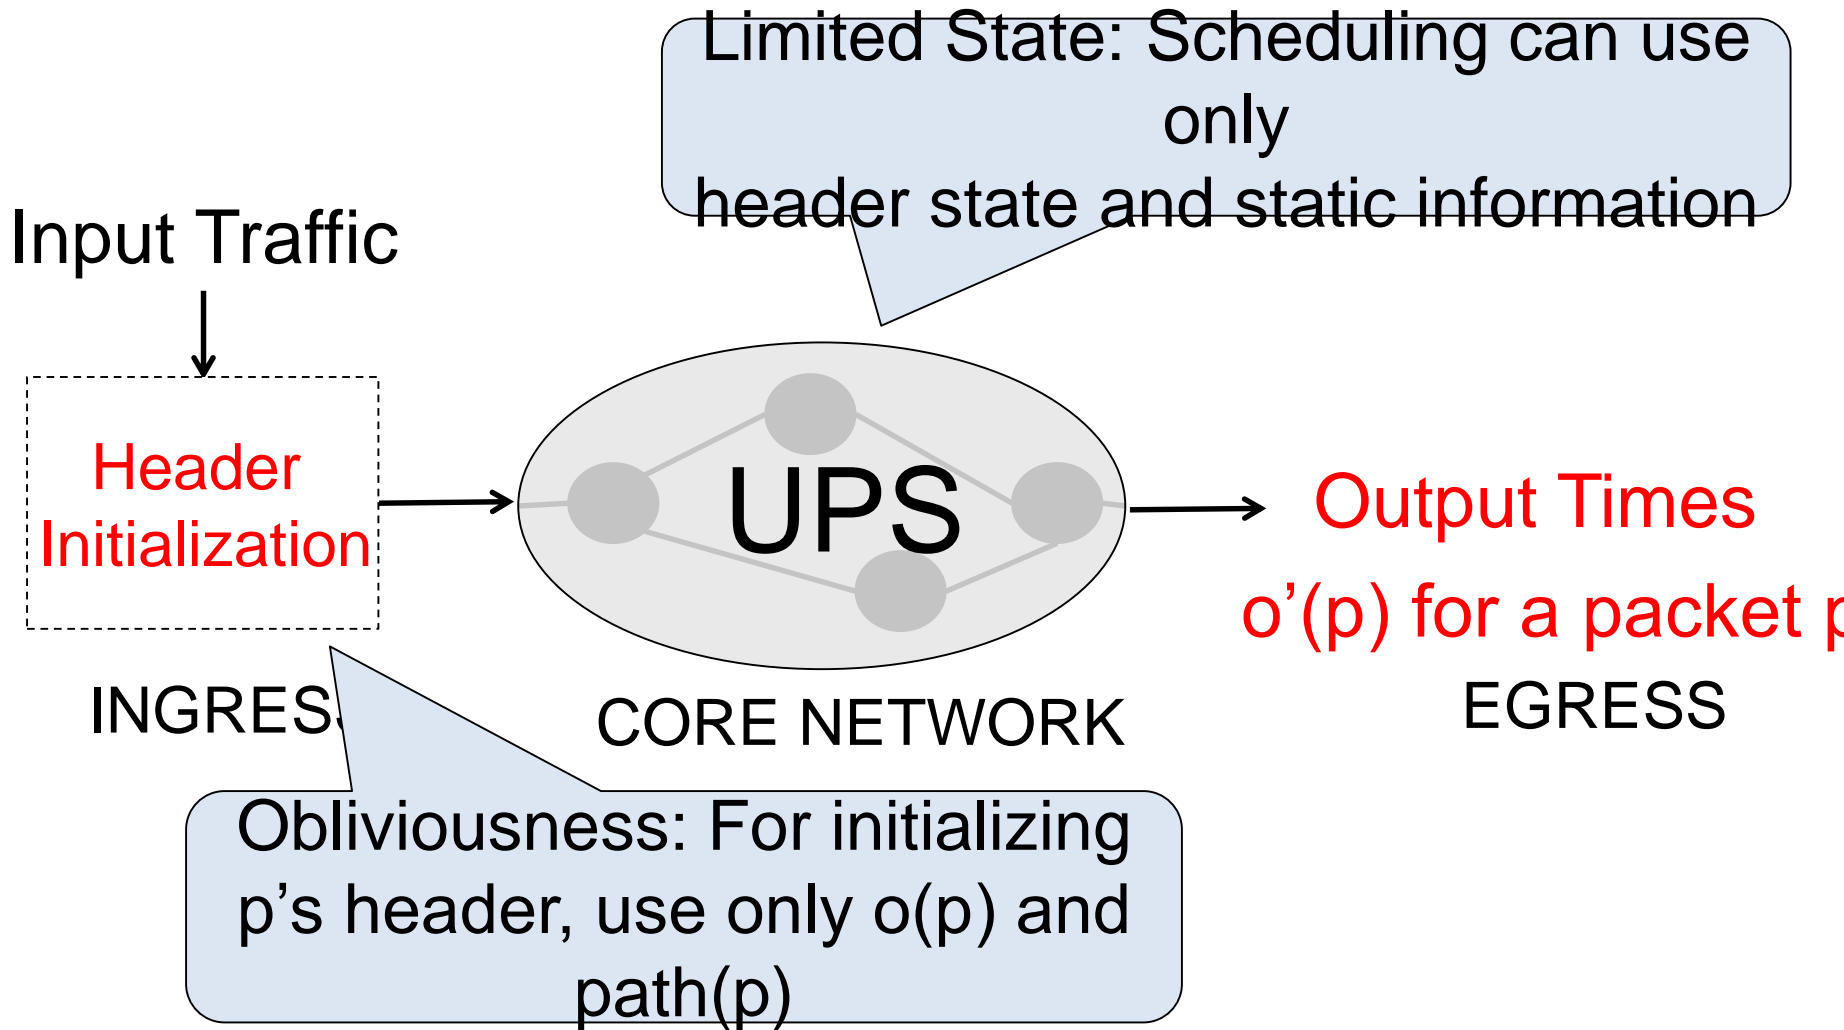 Limited State: Scheduling can use
only
header state and static information
Input Traffic
Header
Initialization
UPS
Output Times
o’(p) for a packet p
INGRESS
CORE NETWORK
EGRESS
Obliviousness: For initializing
p’s header, use only o(p) and
path(p)